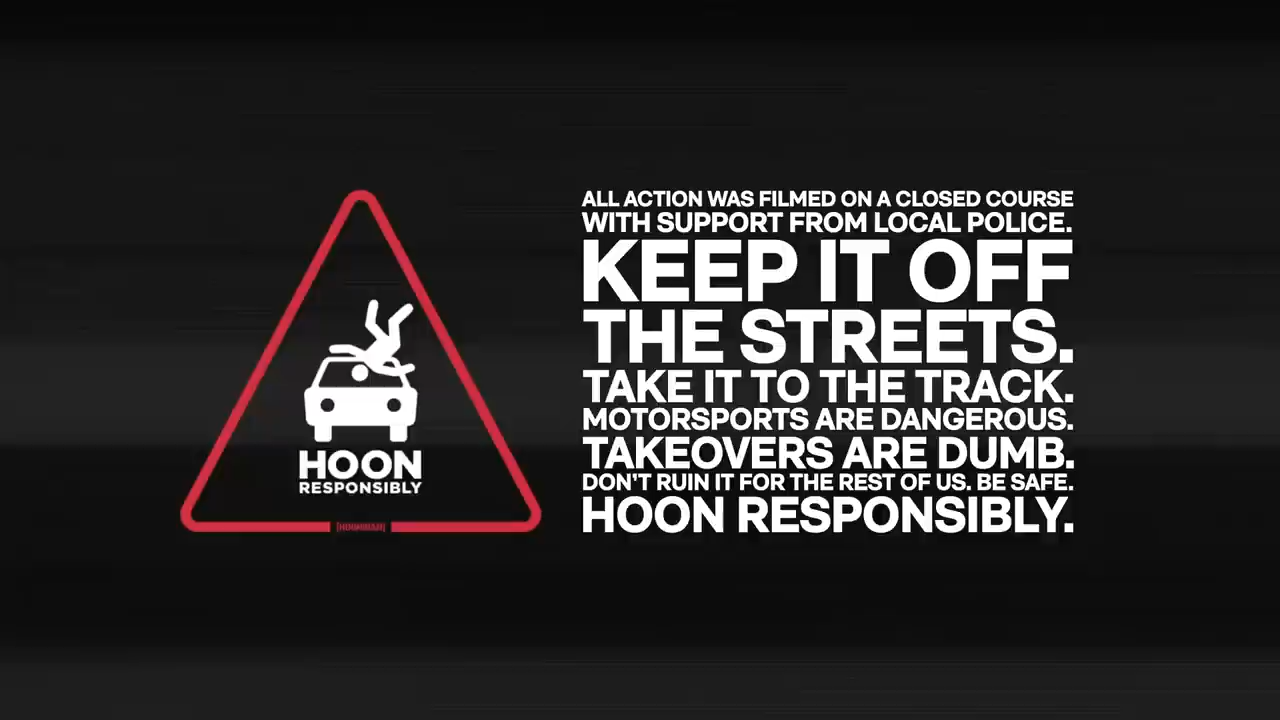 HOON
RESPONSIBLY
[HOONIGAN]
ALL ACTION WAS FILMED ON A CLOSED COURSE
WITH SUPPORT FROM LOCAL POLICE.
KEEP IT OFF
THE STREETS.
TAKE IT TO THE TRACK.
MOTORSPORTS ARE DANGEROUS.
TAKEOVERS ARE DUMB.
DON'T RUIN IT FOR THE REST OF US. BE SAFE.
HOON RESPONSIBLY.